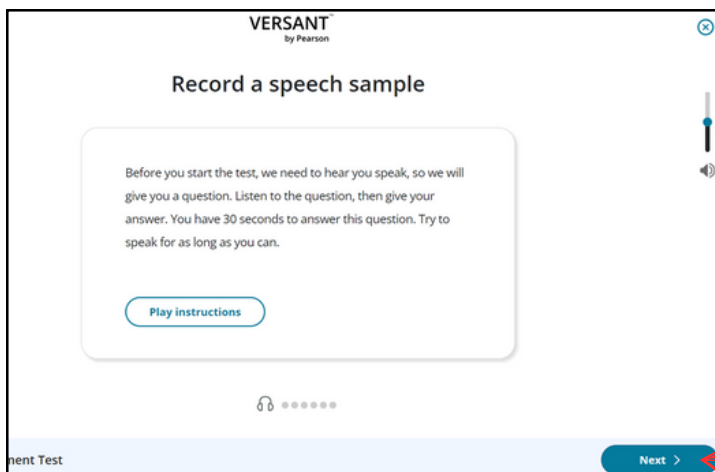 VERSANT™
by Pearson
Record a speech sample
Before you start the test, we need to hear you speak, so we will
give you a question. Listen to the question, then give your
answer. You have 30 seconds to answer this question. Try to
speak for as long as you can.
Play instructions
ment Test
Next >